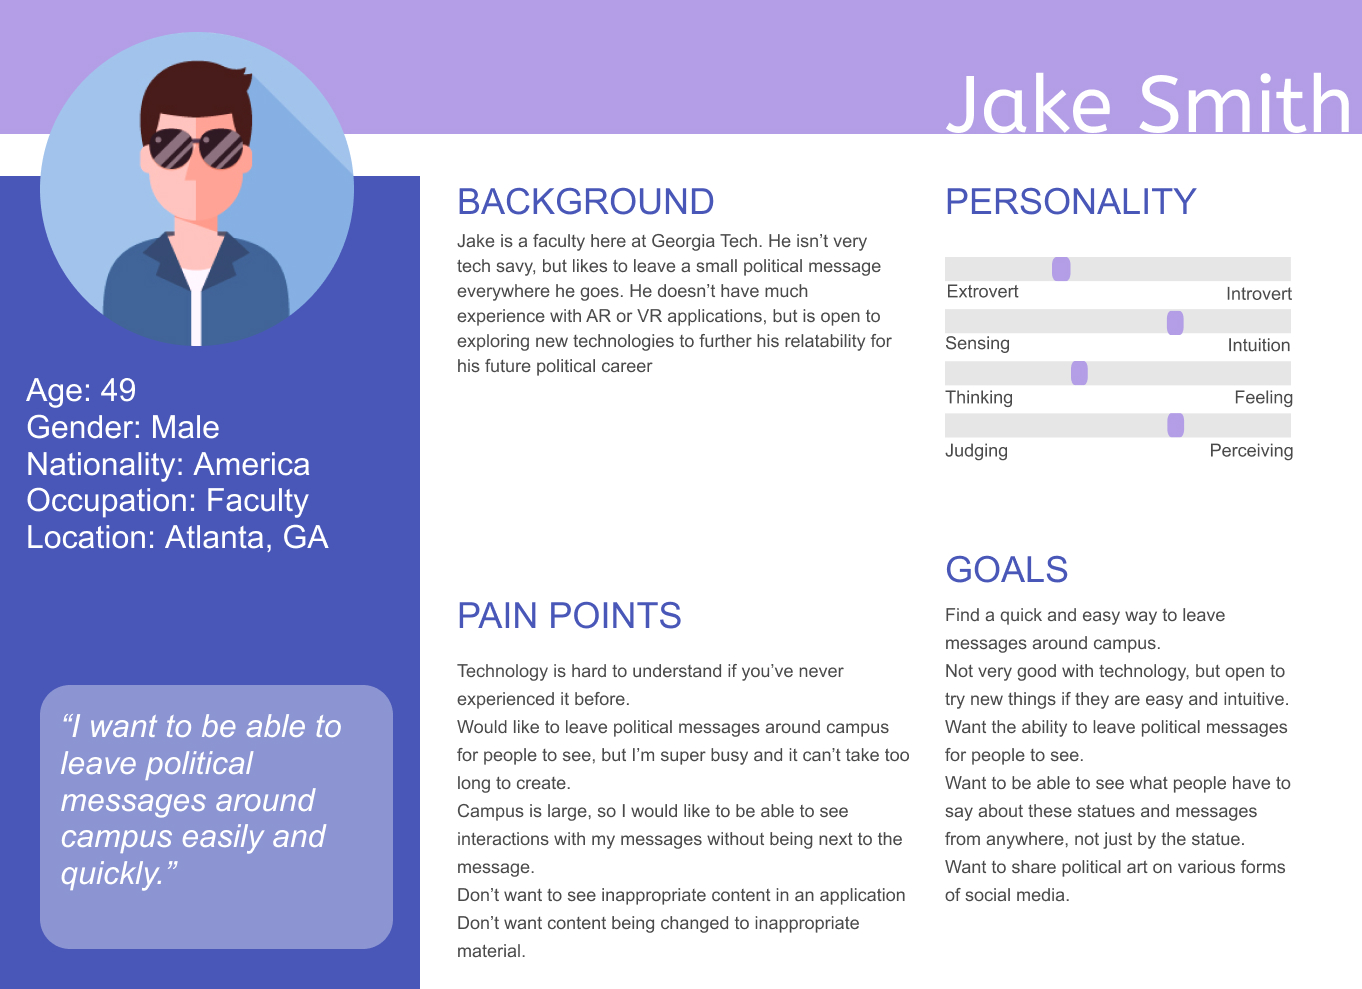 Jake Smith
Age: 49
Gender: Male
Nationality: America
Occupation: Faculty
Location: Atlanta, GA
“I want to be able to
leave political
messages around
campus easily and
quickly.”
BACKGROUND
Jake is a faculty here at Georgia Tech. He isn’t very
tech savy, but likes to leave a small political message
everywhere he goes. He doesn’t have much
experience with AR or VR applications, but is open to
exploring new technologies to further his relatability for
his future political career
PAIN POINTS
Technology is hard to understand if you’ve never
experienced it before.
Would like to leave political messages around campus
for people to see, but I’m super busy and it can’t take too
long to create.
Campus is large, so I would like to be able to see
interactions with my messages without being next to the
message.
Don’t want to see inappropriate content in an application
Don’t want content being changed to inappropriate
material.
PERSONALITY
Extrovert Introvert
Sensing Intuition
Thinking Feeling
Judging Perceiving
GOALS
Find a quick and easy way to leave
messages around campus.
Not very good with technology, but open to
try new things if they are easy and intuitive.
Want the ability to leave political messages
for people to see.
Want to be able to see what people have to
say about these statues and messages
from anywhere, not just by the statue.
Want to share political art on various forms
of social media.